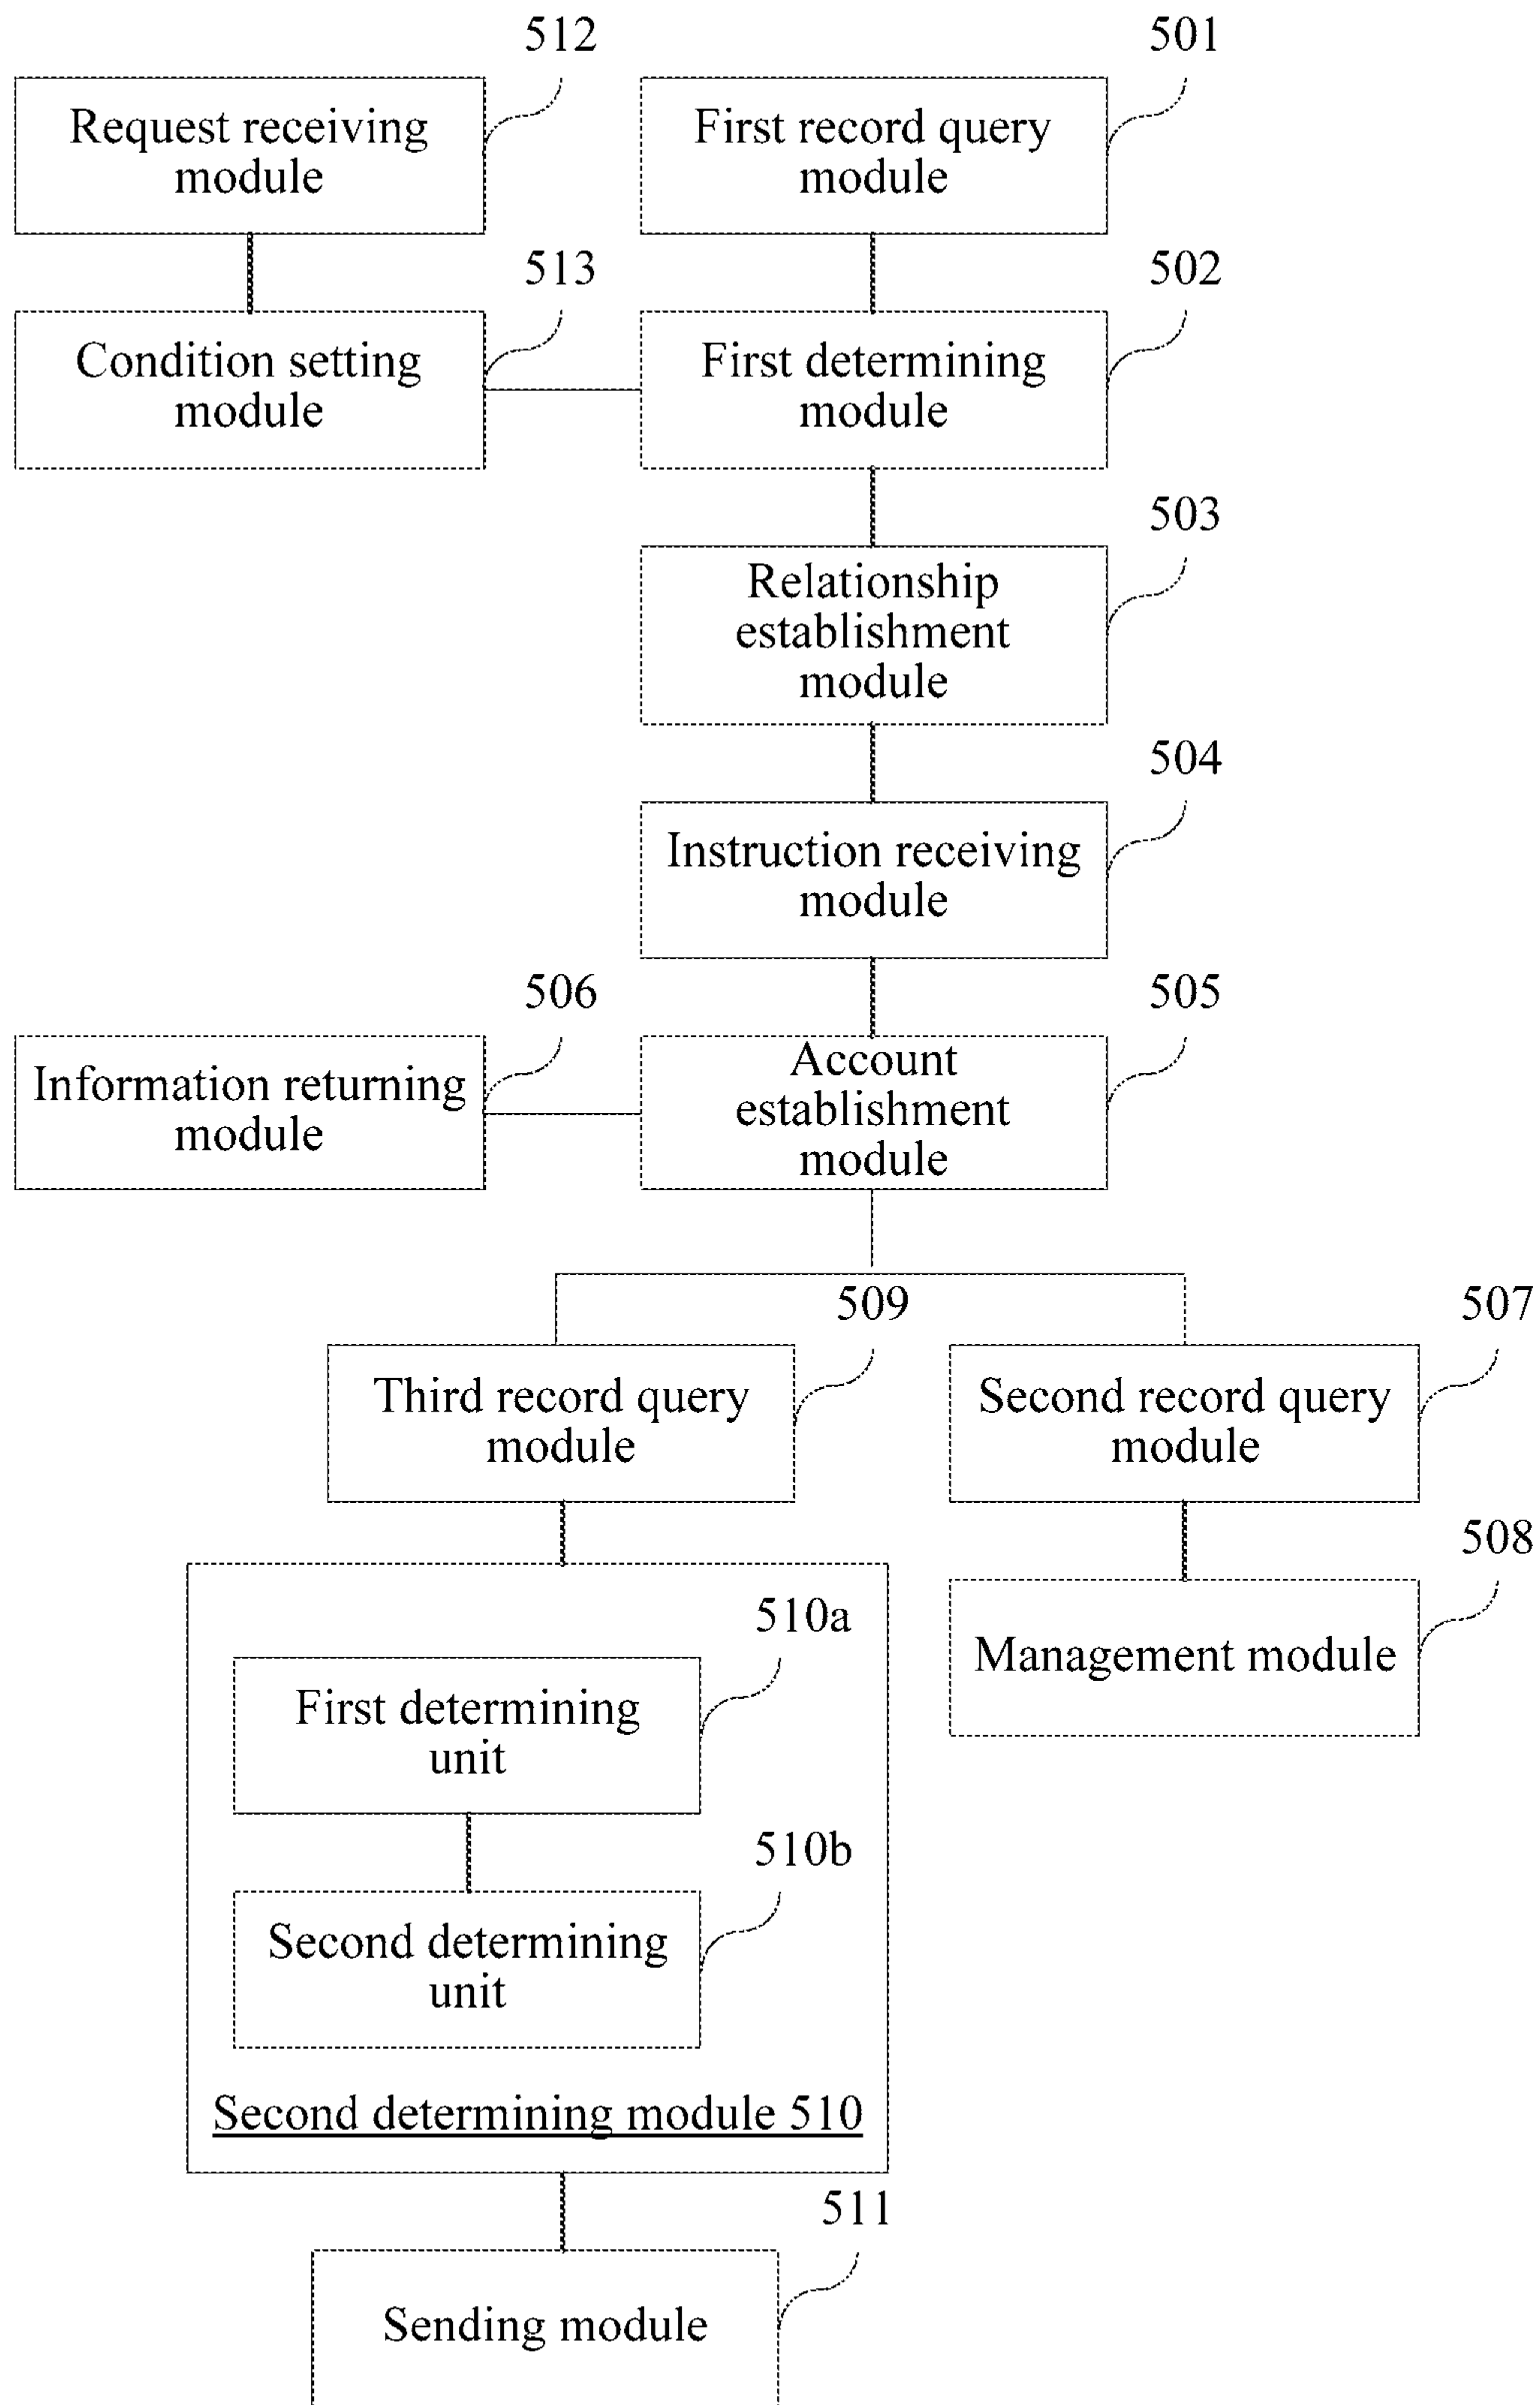 512
501
Request receiving
module
First record query
module
513
502
Condition setting
module
First determining
module
503
Relationship
establishment
module
504
Instruction receiving
module
506
505
Information returning
module
Account
establishment
module
509
507
Third record query
module
Second record query
module
508
Management module
510a
First determining
unit
510b
Second determining
unit
Second determining module 510
511
Sending module